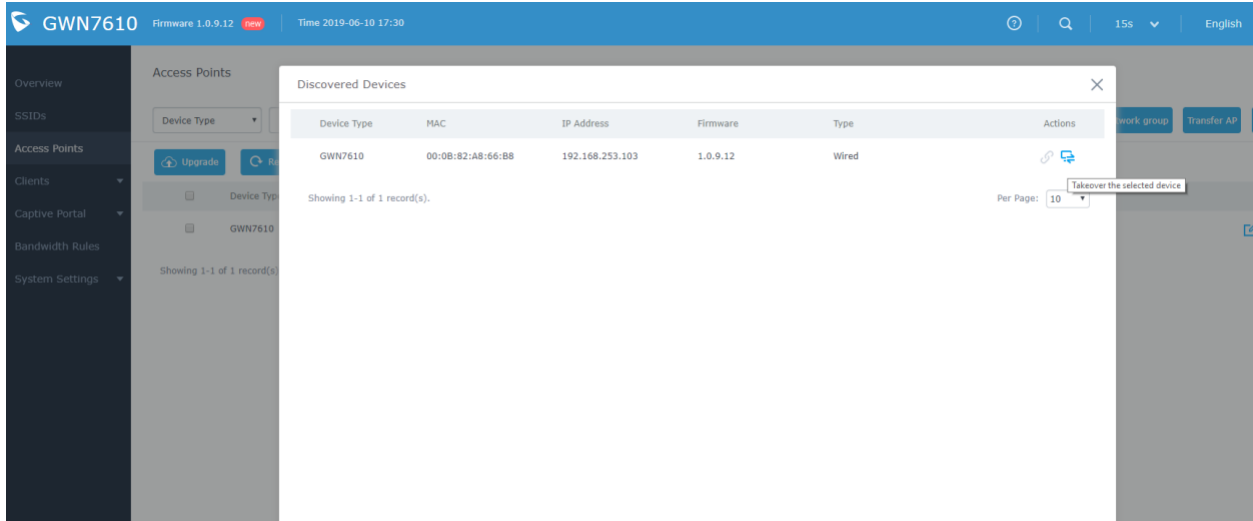 GWN7610 Firmware 1.0.9.12 new Time 2019-06-10 17:30 15s English
Overview
SSIDs
Access Points
Clients
Captive Portal
Bandwidth Rules
System Settings
Access Points
Device Type
Transfer AP
Upgrade
Device Typ
GWN7610
Showing 1-1 of 1 record(s)
Discovered Devices
Device Type MAC IP Address Firmware Type Actions
GWN7610 00:0B:82:A8:66:B8 192.168.253.103 1.0.9.12 Wired
Takeover the selected device
Showing 1-1 of 1 record(s). Per Page: 10